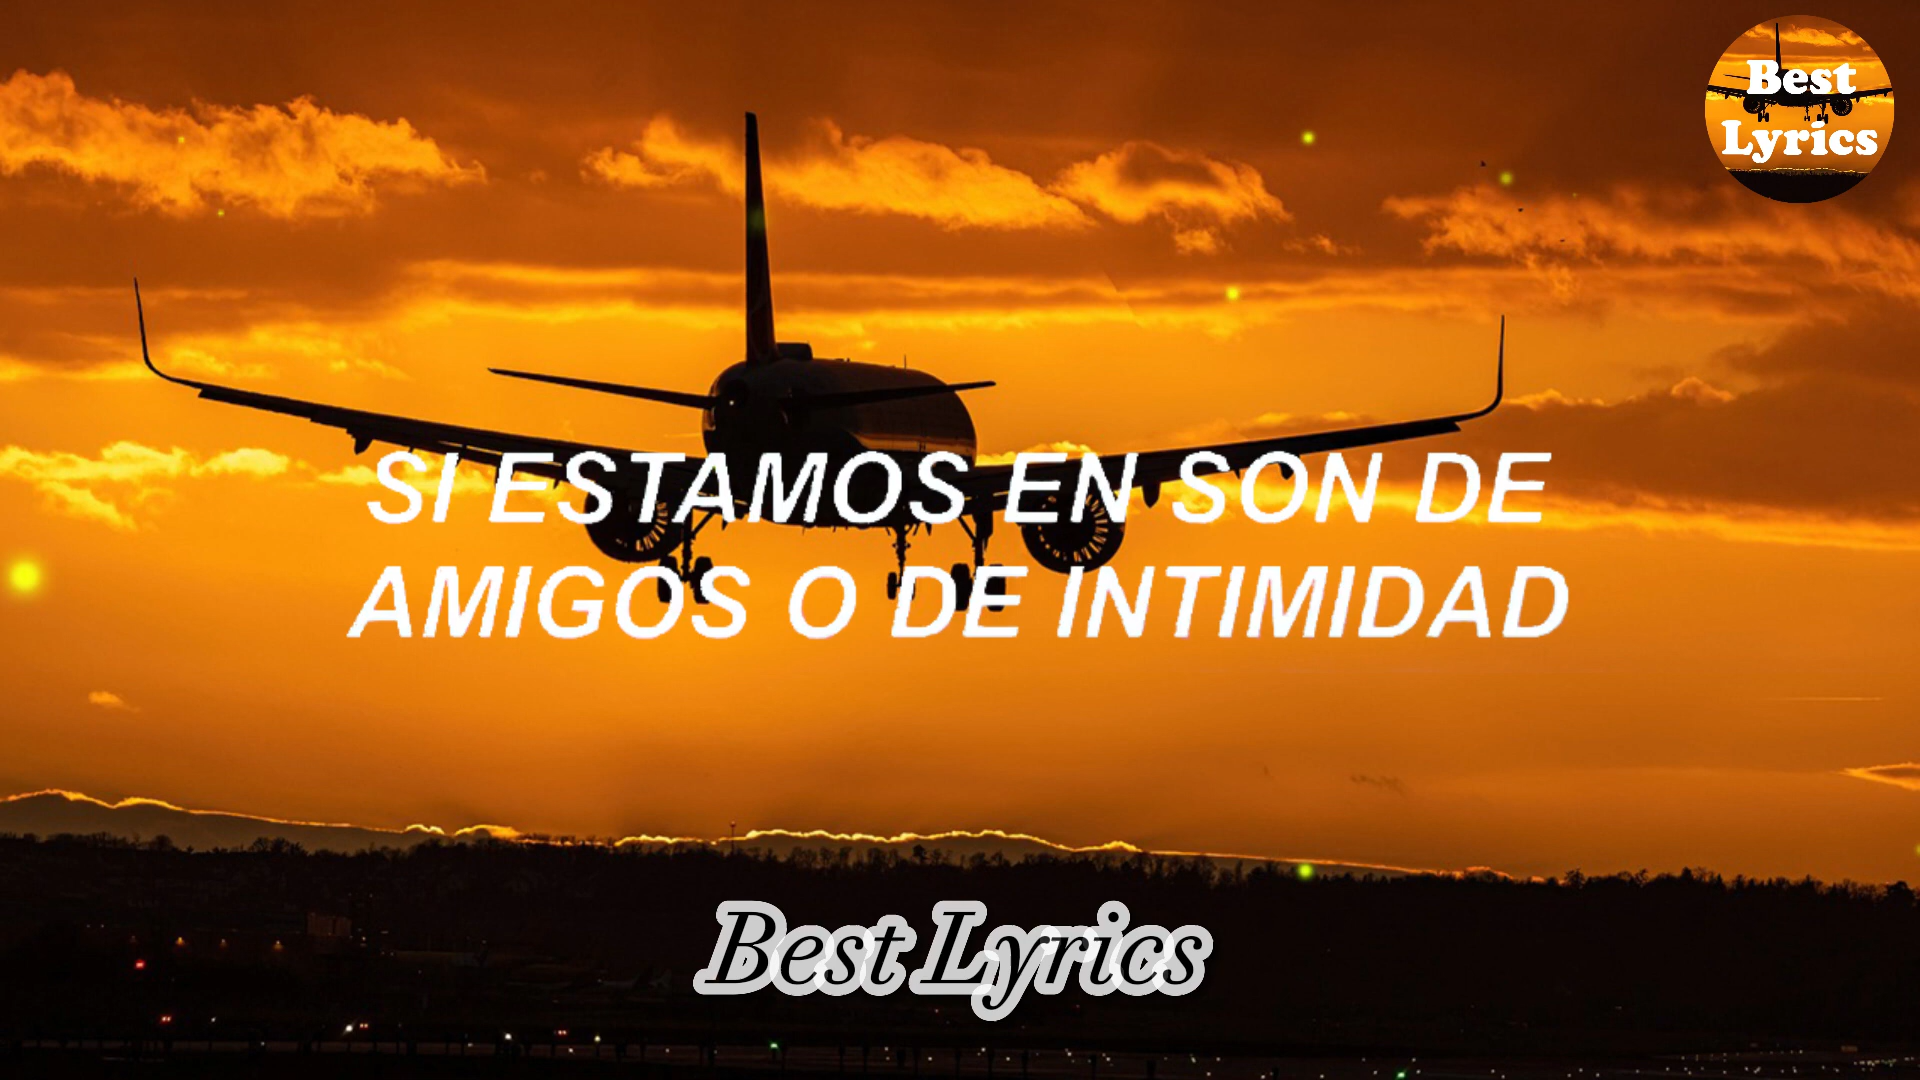 Best
Lyrics
SI ESTAMOS EN SON DE
AMIGOS O DE INTIMIDAD
Best Lyrics